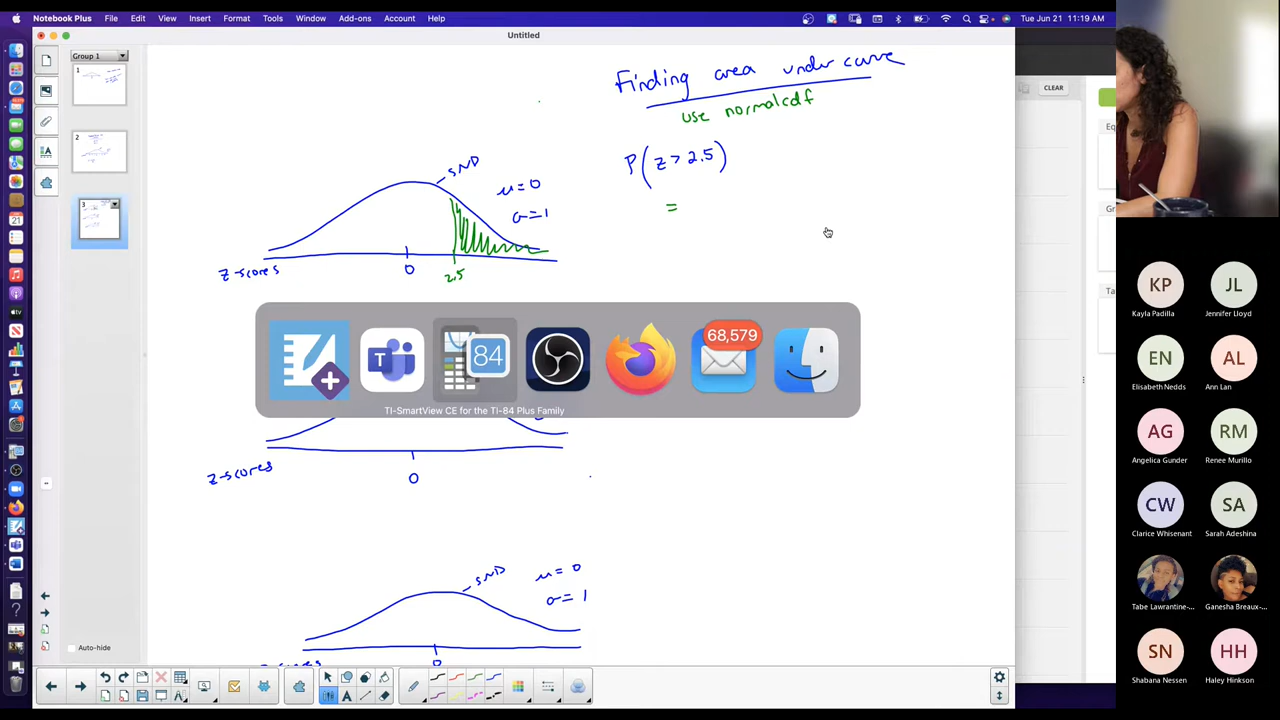 Notebook Plus File Edit View Insert Format Tools Window Add-ons Account Help Tue Jun 21 11:19 AM
Untitled
Group 1
1
2
3
Finding area under curve
use normalcdf
P(z > 2.5)
=
SND
μ=0
σ=1
z-scores
0
2.5
84
68,579
TI-SmartView CE for the TI-84 Plus Family
z-scores
0
SND
μ=0
σ=1
0
Auto-hide
CLEAR
KP
Kayla Padilla
JL
Jennifer Lloyd
EN
Elisabeth Nedds
AL
Ann Lan
AG
Angelica Gunder
RM
Renee Murillo
CW
Clarice Whisenant
SA
Sarah Adeshina
Tabe Lawrantine-...
Ganesha Breaux-...
SN
Shabana Nessen
HH
Haley Hinkson